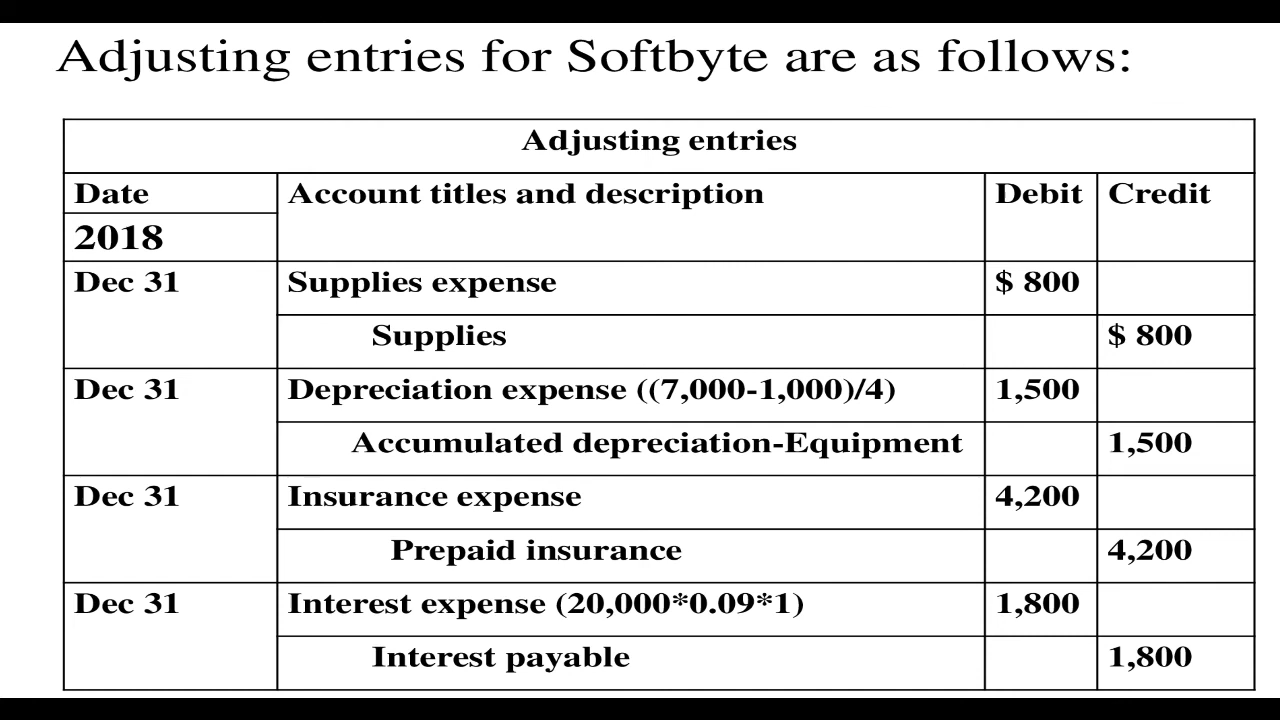 Adjusting entries for Softbyte are as follows:
Adjusting entries
Date Account titles and description Debit Credit
2018
Dec 31 Supplies expense $ 800
Supplies $ 800
Dec 31 Depreciation expense ((7,000-1,000)/4) 1,500
Accumulated depreciation-Equipment 1,500
Dec 31 Insurance expense 4,200
Prepaid insurance 4,200
Dec 31 Interest expense (20,000*0.09*1) 1,800
Interest payable 1,800